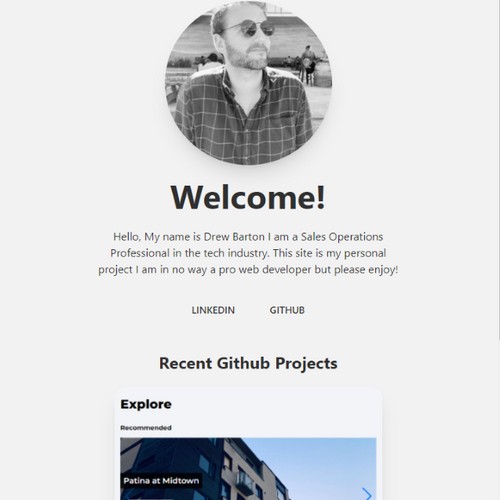 Welcome!
Hello, My name is Drew Barton I am a Sales Operations
Professional in the tech industry. This site is my personal
project I am in no way a pro web developer but please enjoy!
LINKEDIN GITHUB
Recent Github Projects
Explore
Recommended
Patina at Midtown